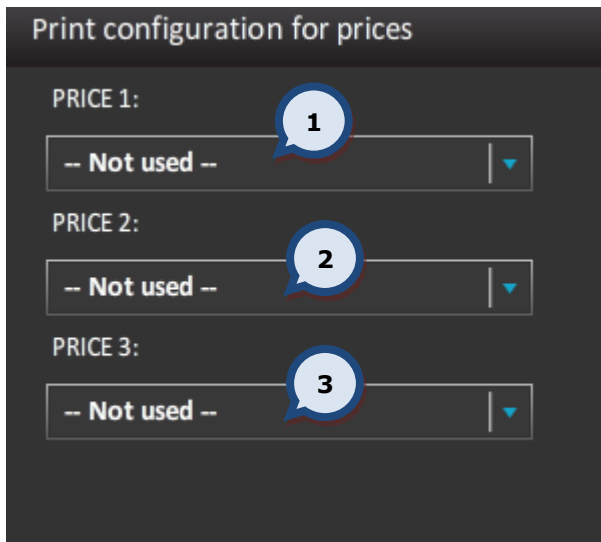 Print configuration for prices
PRICE 1:
1
-- Not used --
PRICE 2:
2
-- Not used --
PRICE 3:
3
-- Not used --